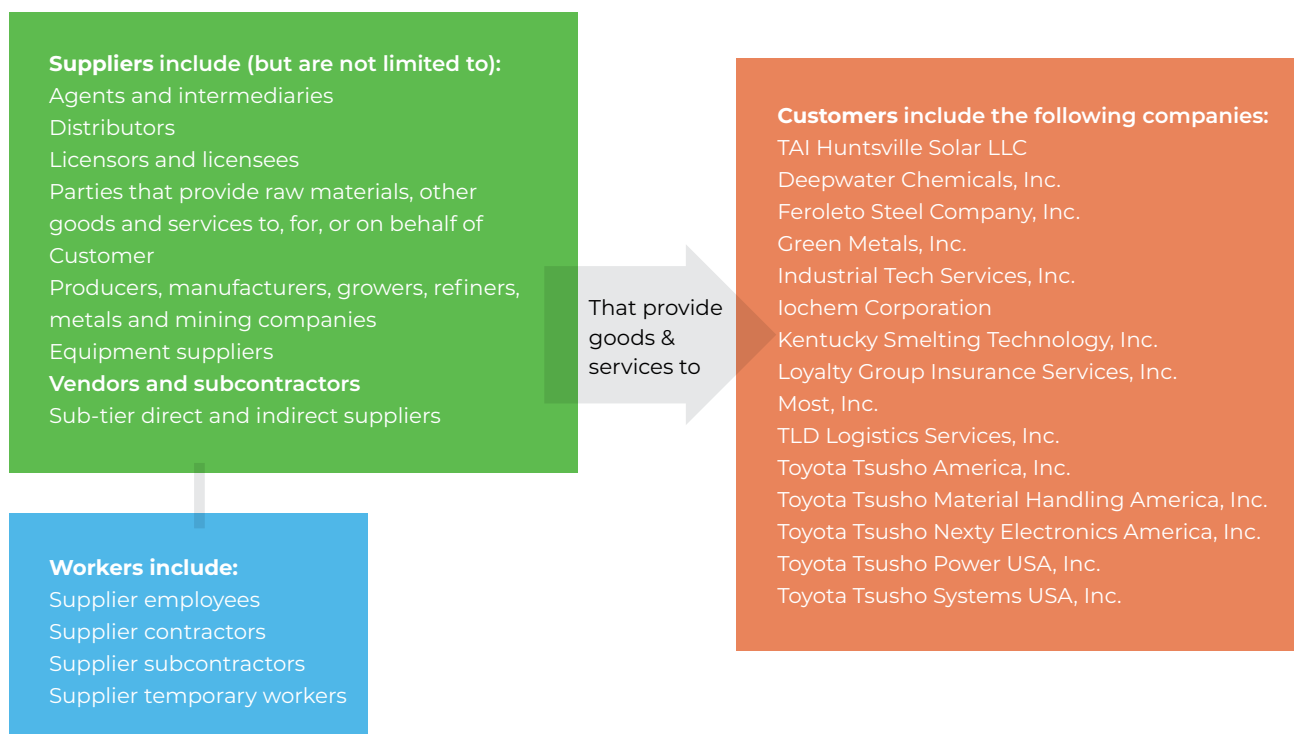 Suppliers include (but are not limited to):
Agents and intermediaries
Distributors
Licensors and licensees
Parties that provide raw materials, other
goods and services to, for, or on behalf of
Customer
Producers, manufacturers, growers, refiners,
metals and mining companies
Equipment suppliers
Vendors and subcontractors
Sub-tier direct and indirect suppliers
That provide
goods &
services to
Customers include the following companies:
TAI Huntsville Solar LLC
Deepwater Chemicals, Inc.
Feroleto Steel Company, Inc.
Green Metals, Inc.
Industrial Tech Services, Inc.
Iochem Corporation
Kentucky Smelting Technology, Inc.
Loyalty Group Insurance Services, Inc.
Most, Inc.
TLD Logistics Services, Inc.
Toyota Tsusho America, Inc.
Toyota Tsusho Material Handling America, Inc.
Toyota Tsusho Nexty Electronics America, Inc.
Toyota Tsusho Power USA, Inc.
Toyota Tsusho Systems USA, Inc.
Workers include:
Supplier employees
Supplier contractors
Supplier subcontractors
Supplier temporary workers